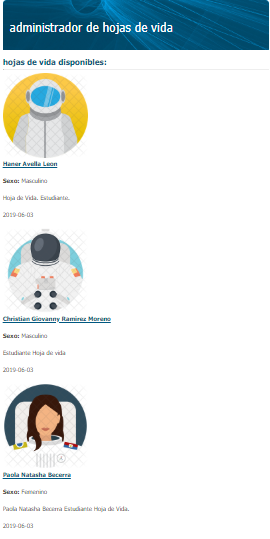 administrador de hojas de vida
hojas de vida disponibles:
Haner Avella Leon
Sexo: Masculino
Hoja de Vida. Estudiante.
2019-06-03
Christian Giovanny Ramirez Moreno
Sexo: Masculino
Estudiante Hoja de vida
2019-06-03
Paola Natasha Becerra
Sexo: Femenino
Paola Natasha Becerra Estudiante Hoja de Vida.
2019-06-03